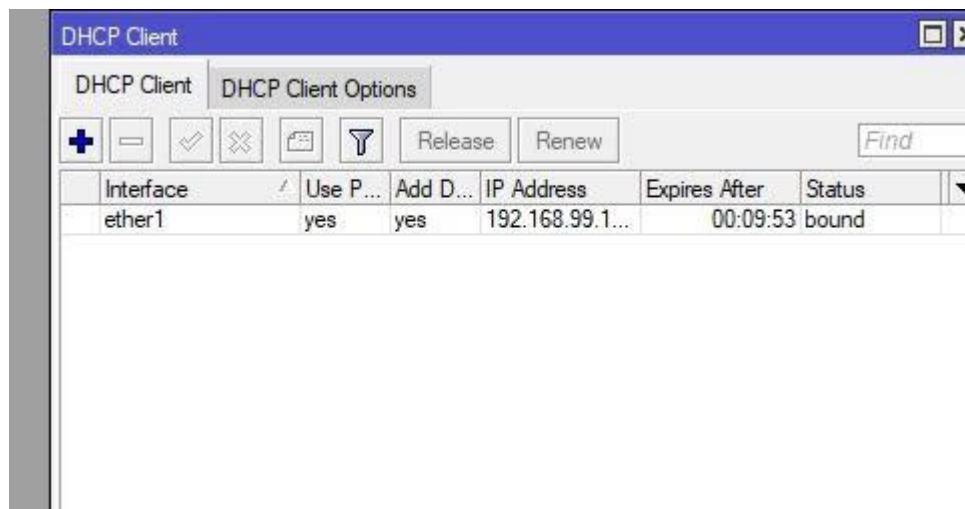 DHCP Client
DHCP Client DHCP Client Options
Release Renew Find
Interface Use P... Add D... IP Address Expires After Status
ether1 yes yes 192.168.99.1... 00:09:53 bound